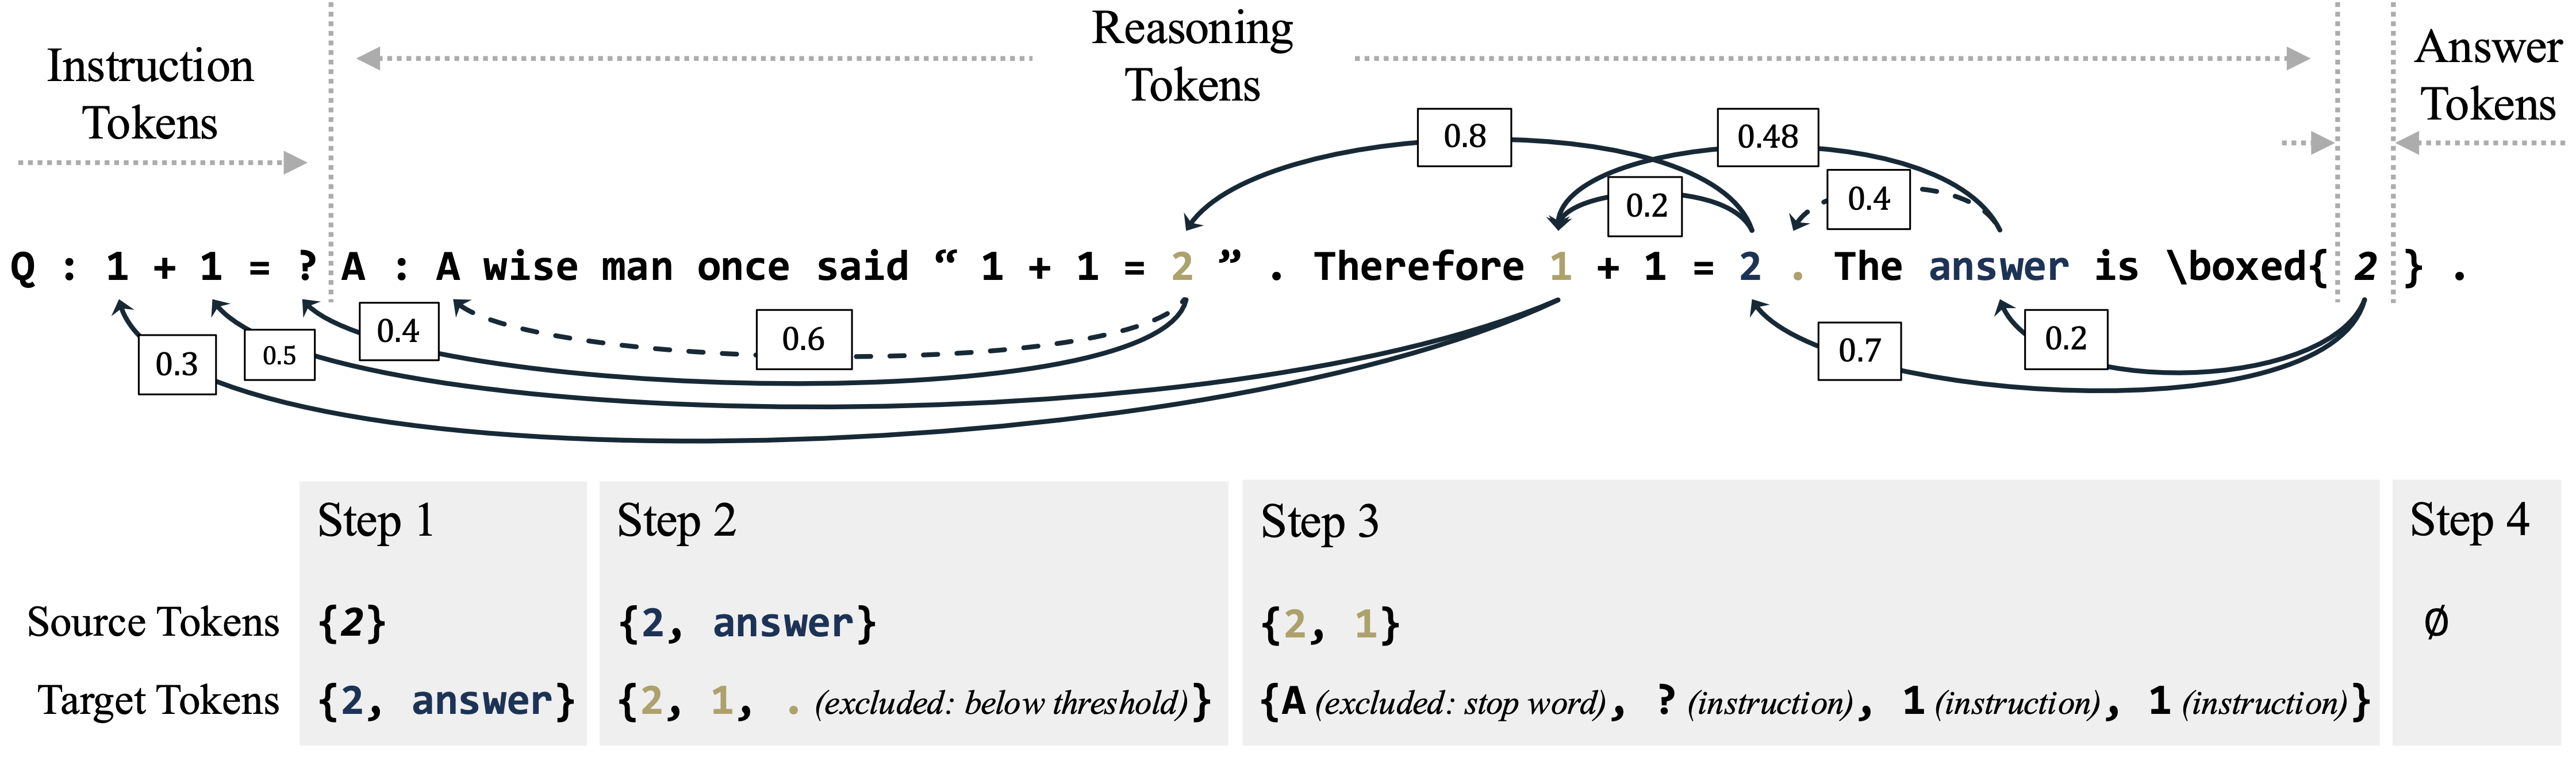 Instruction
Tokens
Reasoning
Tokens
Answer
Tokens
0.8
0.48
0.2
0.4
Q : 1 + 1 = ? A : A wise man once said “ 1 + 1 = 2 ” . Therefore 1 + 1 = 2 . The answer is \boxed{ 2 } .
0.3
0.5
0.4
0.6
0.7
0.2
Step 1
Step 2
Step 3
Step 4
Source Tokens {2} {2, answer} {2, 1} ∅
Target Tokens {2, answer} {2, 1, . (excluded: below threshold)} {A (excluded: stop word), ? (instruction), 1 (instruction), 1 (instruction)}